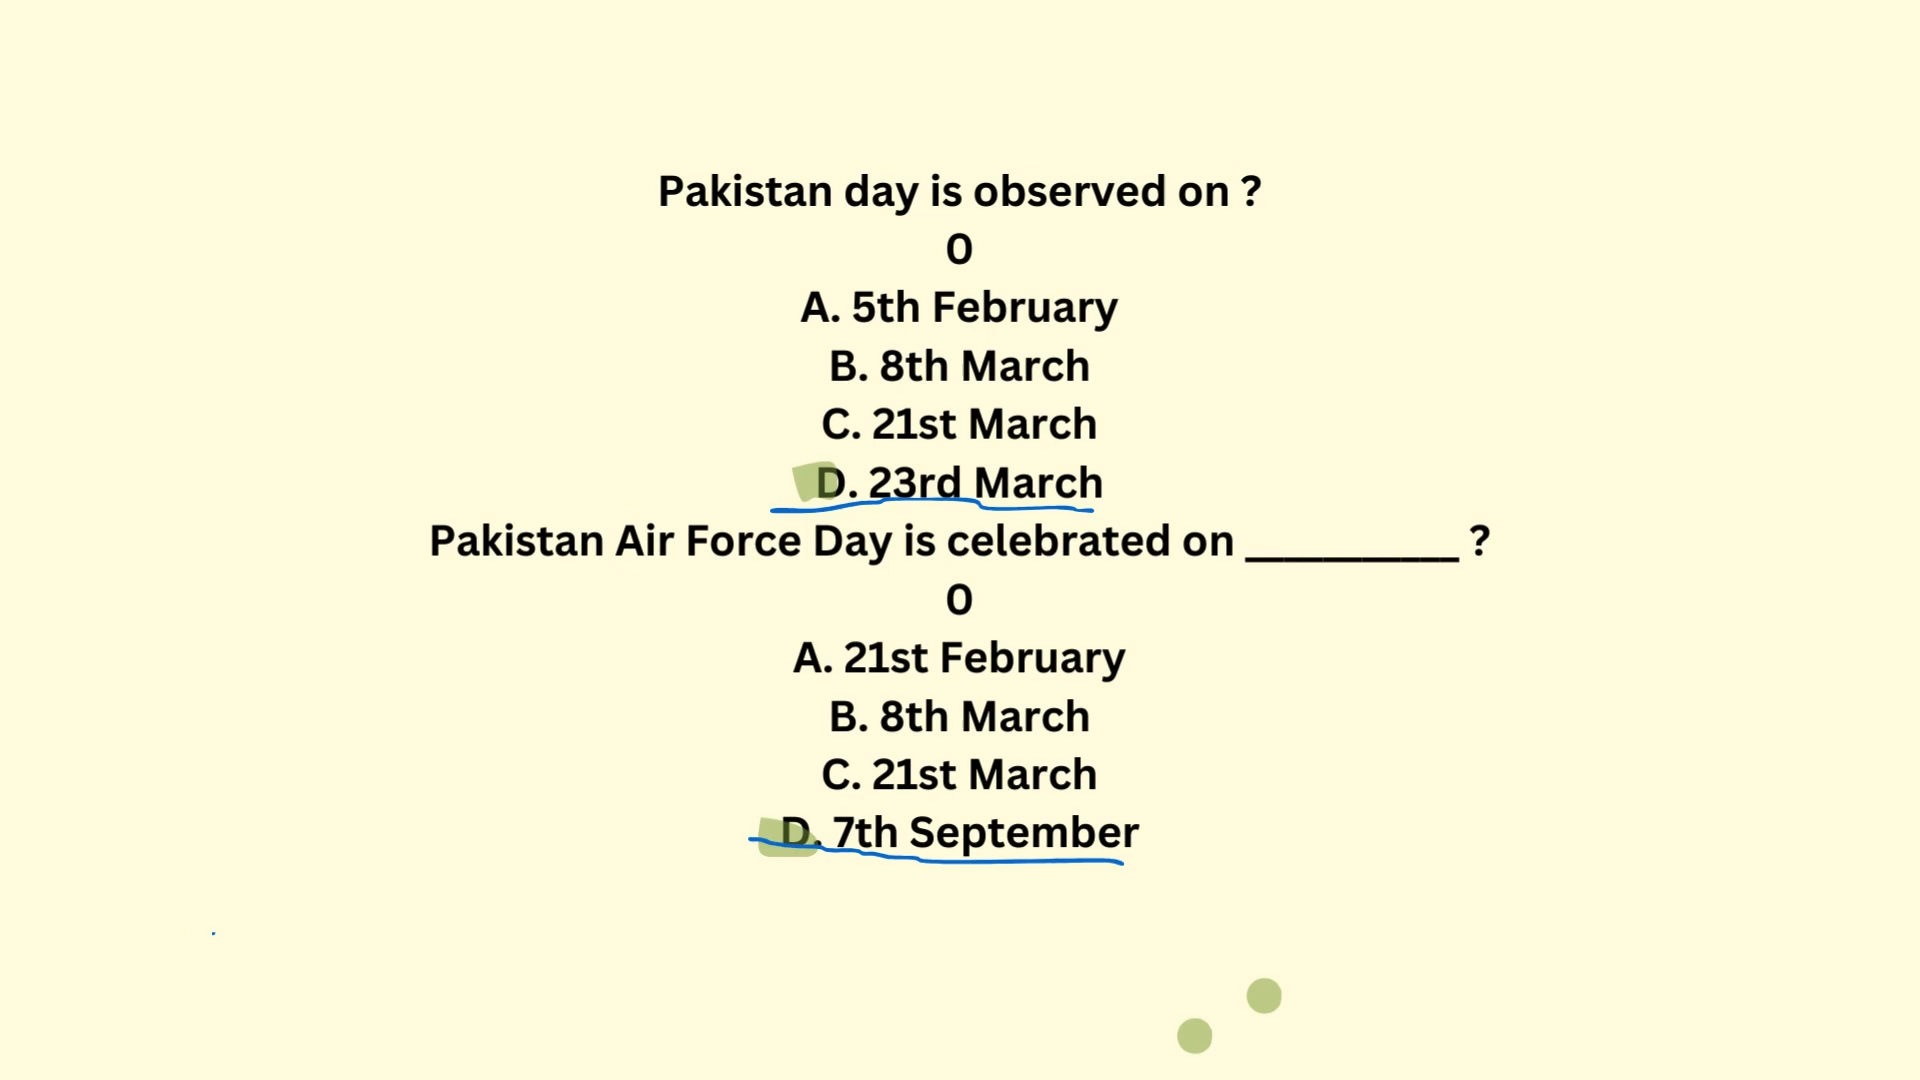 Pakistan day is observed on ?
0
A. 5th February
B. 8th March
C. 21st March
D. 23rd March
Pakistan Air Force Day is celebrated on __________ ?
0
A. 21st February
B. 8th March
C. 21st March
D. 7th September